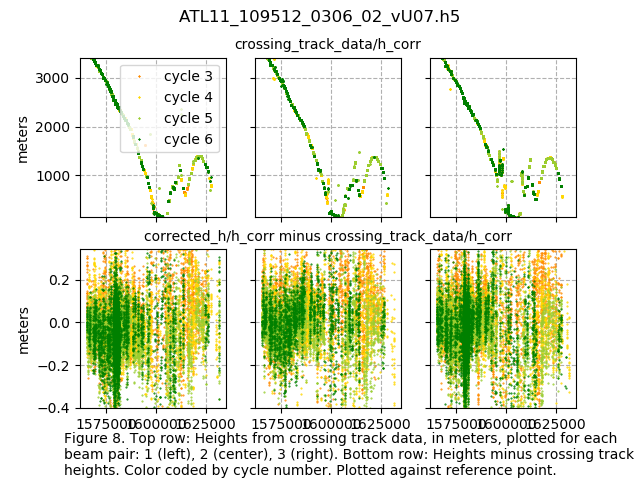 ATL11_109512_0306_02_vU07.h5
crossing_track_data/h_corr
3000
2000
1000
meters
cycle 3
cycle 4
cycle 5
cycle 6
corrected_h/h_corr minus crossing_track_data/h_corr
0.2
0.0
−0.2
−0.4
meters
1575000 1600000 1625000 1575000 1600000 1625000 1575000 1600000 1625000
Figure 8. Top row: Heights from crossing track data, in meters, plotted for each
beam pair: 1 (left), 2 (center), 3 (right). Bottom row: Heights minus crossing track
heights. Color coded by cycle number. Plotted against reference point.